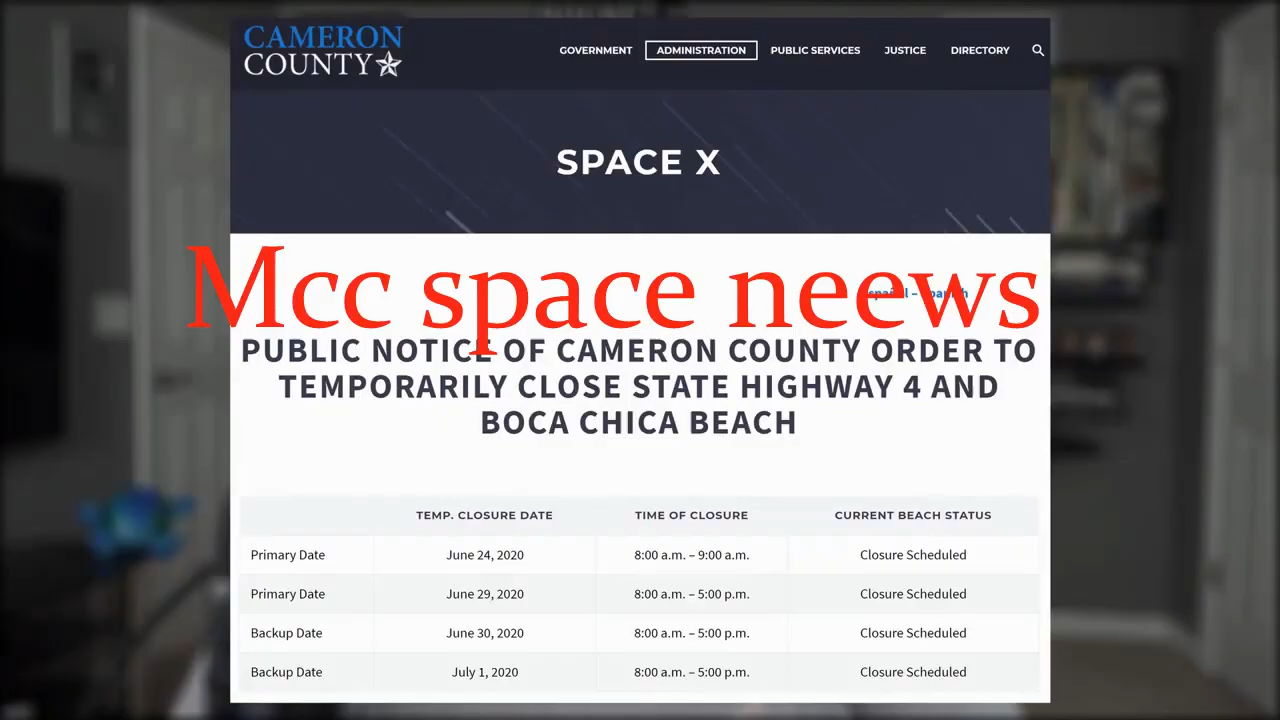 CAMERON
COUNTY
GOVERNMENT ADMINISTRATION PUBLIC SERVICES JUSTICE DIRECTORY
SPACE X
Mcc space neews
PUBLIC NOTICE OF CAMERON COUNTY ORDER TO
TEMPORARILY CLOSE STATE HIGHWAY 4 AND
BOCA CHICA BEACH
TEMP. CLOSURE DATE TIME OF CLOSURE CURRENT BEACH STATUS
Primary Date June 24, 2020 8:00 a.m. – 9:00 a.m. Closure Scheduled
Primary Date June 29, 2020 8:00 a.m. – 5:00 p.m. Closure Scheduled
Backup Date June 30, 2020 8:00 a.m. – 5:00 p.m. Closure Scheduled
Backup Date July 1, 2020 8:00 a.m. – 5:00 p.m. Closure Scheduled